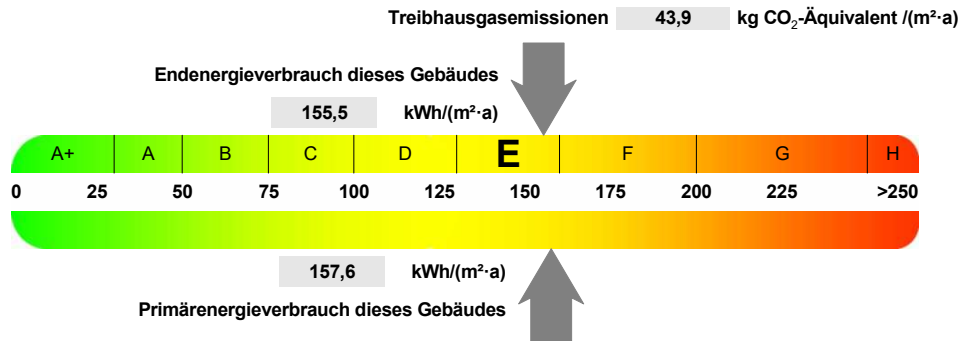 Treibhausgasemissionen 43,9 kg CO₂-Äquivalent /(m²·a)
Endenergieverbrauch dieses Gebäudes
155,5 kWh/(m²·a)
A+ A B C D E F G H
0 25 50 75 100 125 150 175 200 225 >250
157,6 kWh/(m²·a)
Primärenergieverbrauch dieses Gebäudes